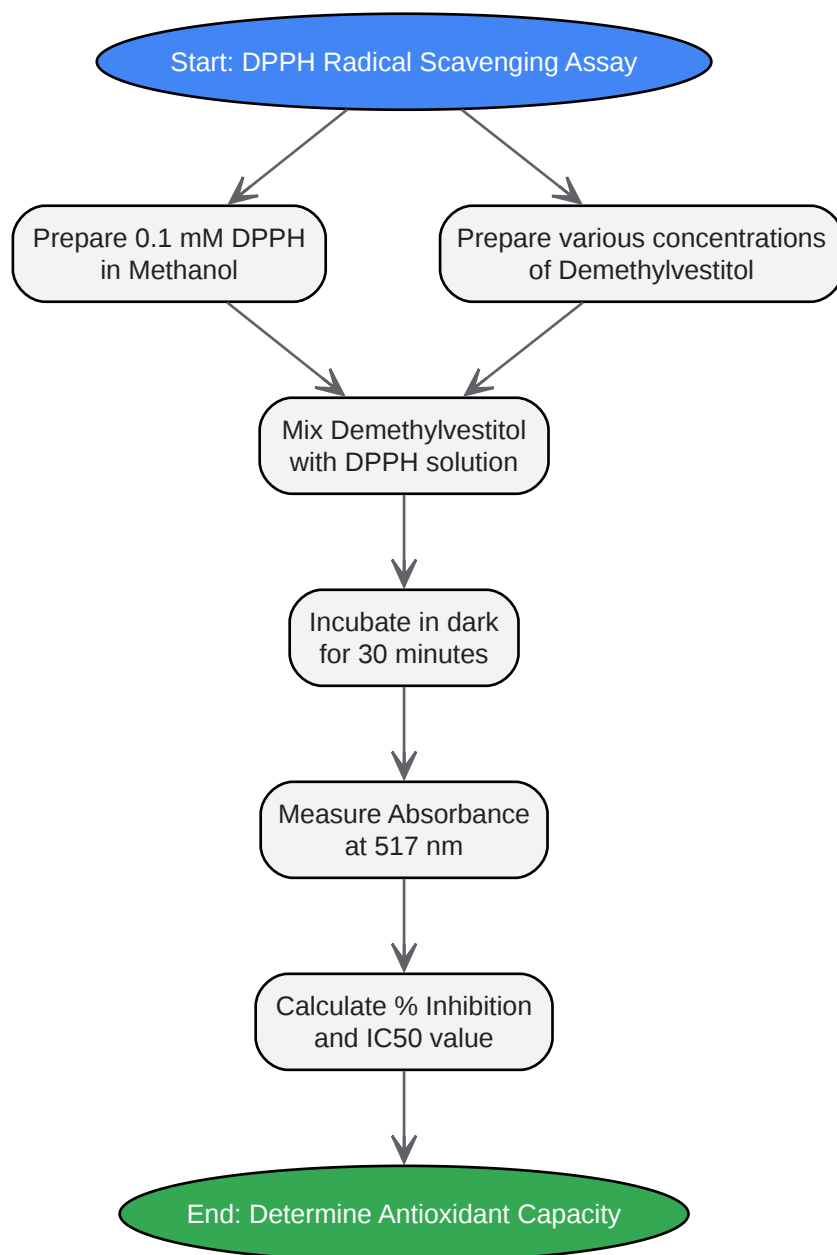 Start: DPPH Radical Scavenging Assay
Prepare 0.1 mM DPPH
in Methanol
Prepare various concentrations
of Demethylvestitol
Mix Demethylvestitol
with DPPH solution
Incubate in dark
for 30 minutes
Measure Absorbance
at 517 nm
Calculate % Inhibition
and IC50 value
End: Determine Antioxidant Capacity